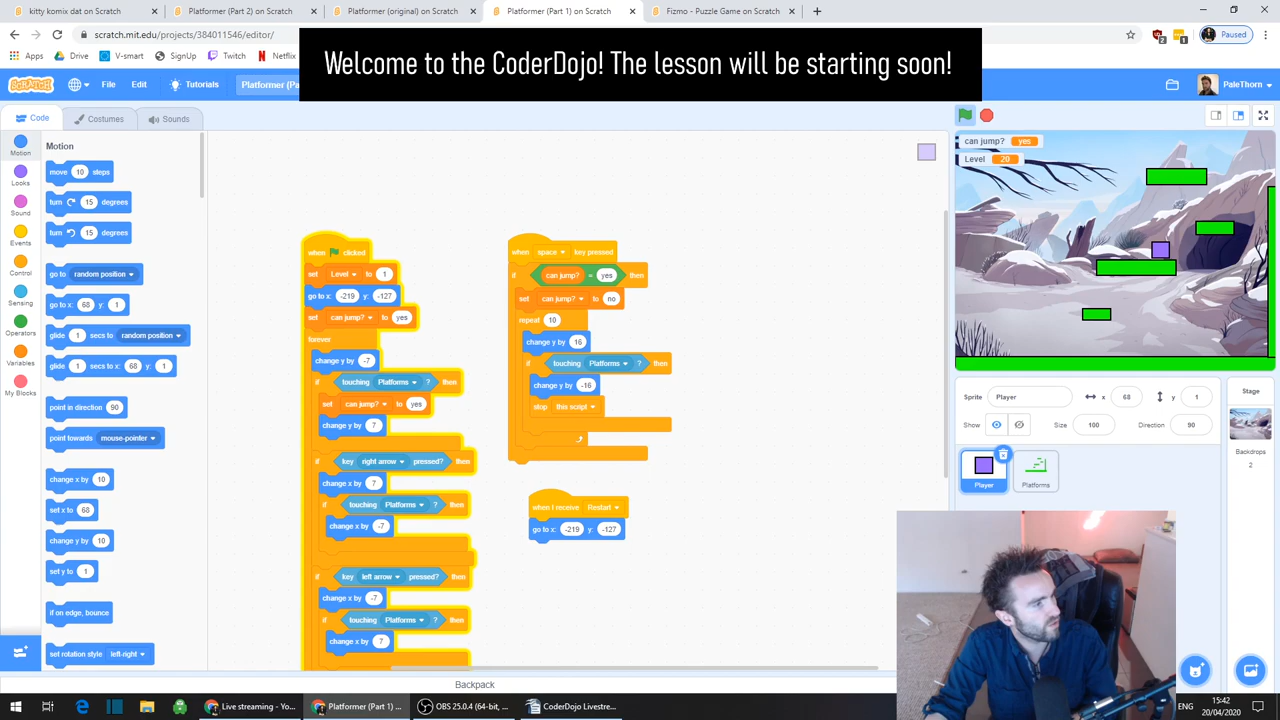 kitty komix dat on Scratch
Platformer (Part 2) on Scratch
Platformer (original) on Scratch
Platformer (Part 1) on Scratch
Fizmo - Puzzle Game on Scratch
scratch.mit.edu/projects/384011546/editor/
2
1
Paused
Apps
Drive
V-smart
SignUp
Twitch
Netflix
Welcome to the CoderDojo! The lesson will be starting soon!
SCRATCH
File
Edit
Tutorials
Platformer (Pa
PaleThorn
Code
Costumes
Sounds
Motion
Looks
Sound
Events
Control
Sensing
Operators
Variables
My Blocks
Motion
move 10 steps
turn 15 degrees
turn 15 degrees
go to random position
go to x: 68 y: 1
glide 1 secs to random position
glide 1 secs to x: 68 y: 1
point in direction 90
point towards mouse-pointer
change x by 10
set x to 68
change y by 10
set y to 1
if on edge, bounce
set rotation style left-right
when clicked
set Level to 1
go to x: -219 y: -127
set can jump? to yes
forever
change y by -7
if touching Platforms ? then
set can jump? to yes
change y by 7
if key right arrow pressed? then
change x by 7
if touching Platforms ? then
change x by -7
if key left arrow pressed? then
change x by -7
if touching Platforms ? then
change x by 7
when space key pressed
if can jump? = yes then
set can jump? to no
repeat 10
change y by 16
if touching Platforms ? then
change y by -16
stop this script
when I receive Restart
go to x: -219 y: -127
can jump? yes
Level 20
Sprite Player
x 68
y 1
Show
Size 100
Direction 90
Player
Platforms
Stage
Backdrops
2
Backpack
Live streaming - Yo...
Platformer (Part 1) ...
OBS 25.0.4 (64-bit, ...
CoderDojo Livestre...
15:42
20/04/2020